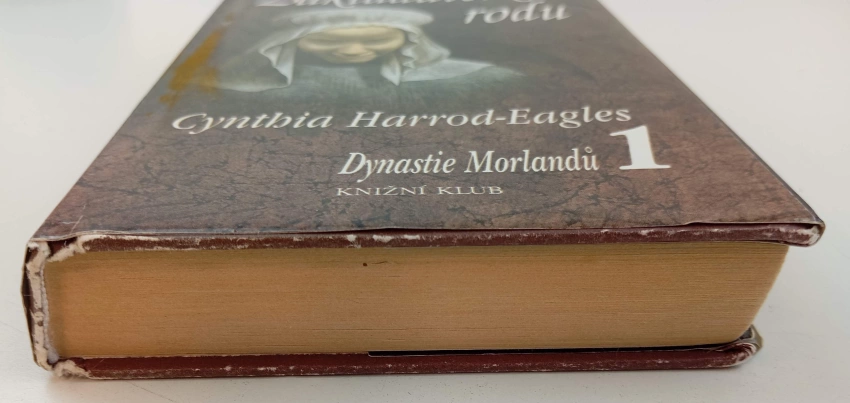 rodu
Cynthia Harrod-Eagles
Dynastie Morlandů 1
KNIŽNÍ KLUB